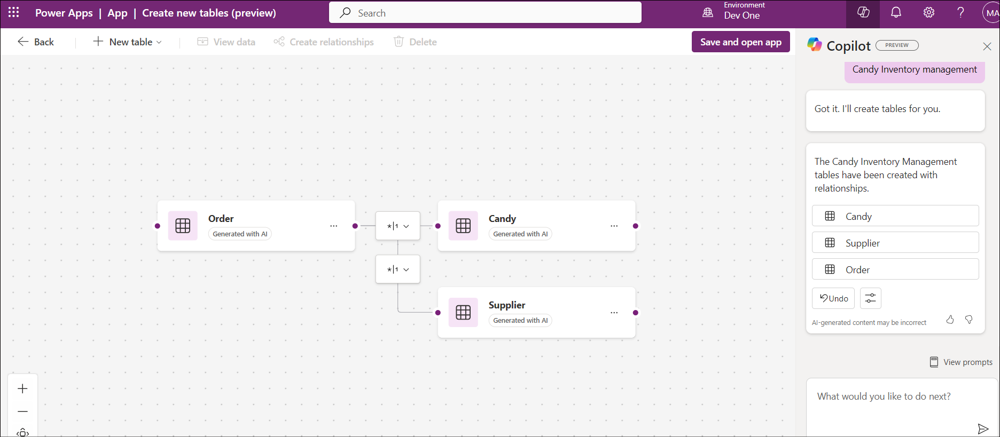 Power Apps | App | Create new tables (preview)
Search
Environment
Dev One
MA
Back
New table
View data
Create relationships
Delete
Save and open app
Copilot
PREVIEW
Candy Inventory management
Got it. I'll create tables for you.
The Candy Inventory Management
tables have been created with
relationships.
Candy
Supplier
Order
Undo
AI-generated content may be incorrect
View prompts
What would you like to do next?
Order
Generated with AI
*|1
Candy
Generated with AI
*|1
Supplier
Generated with AI